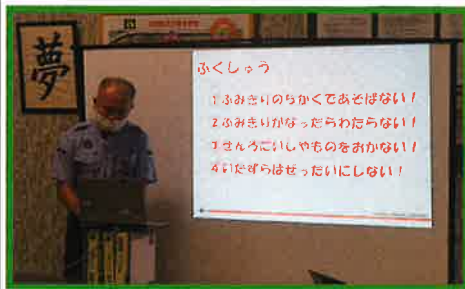 夢
ふくしゅう
1 ふみきりのちかくであそばない!
2 ふみきりがなったらわたらない!
3 せんろにいしやものをおかない!
4 いたずらはぜったいにしない!